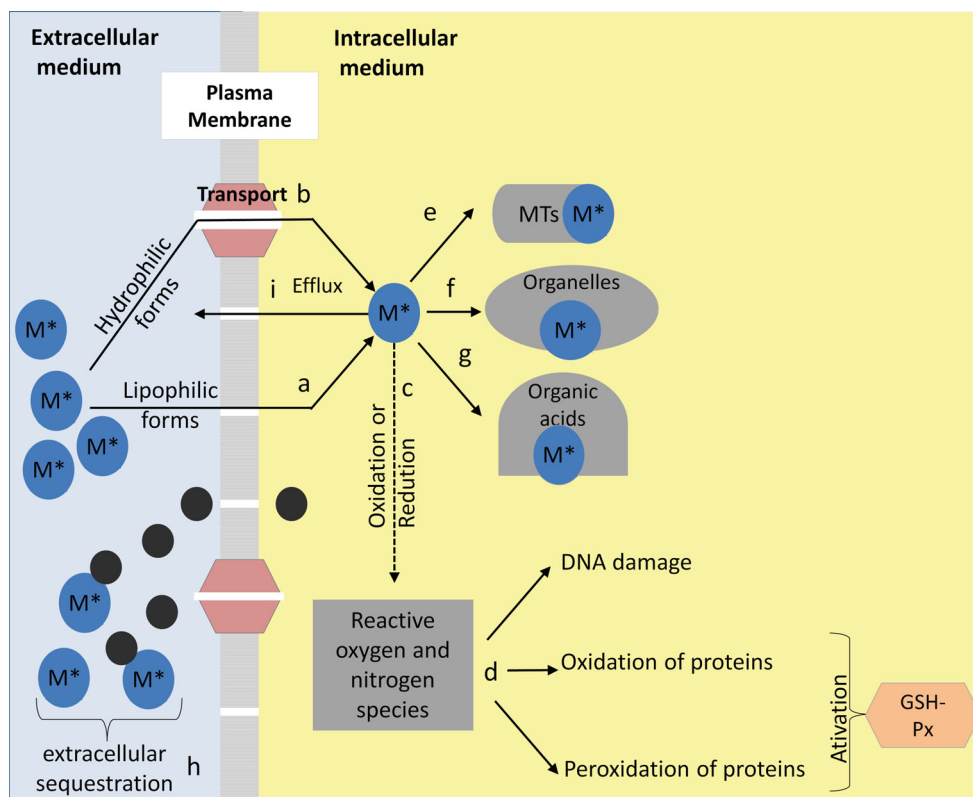 Extracellular
medium
Intracellular
medium
Plasma
Membrane
Transport b
e
MTs M*
i Efflux
M*
f
Organelles
M*
Hydrophilic
forms
M*
M*
M*
M*
Lipophilic
forms
a
c
g
Organic
acids
M*
Oxidation or
Redution
M*
M*
M*
extracellular
sequestration h
Reactive
oxygen and
nitrogen
species
d
DNA damage
Oxidation of proteins
Peroxidation of proteins
Ativation
GSH-
Px